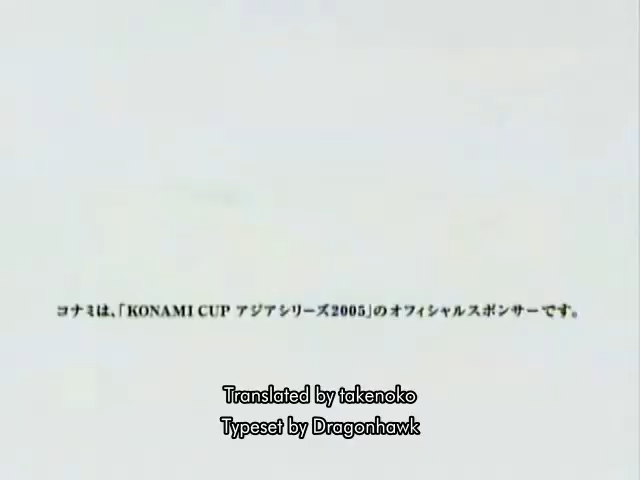 コナミは、「KONAMI CUP アジアシリーズ2005」のオフィシャルスポンサーです。
Translated by takenoko
Typeset by Dragonhawk